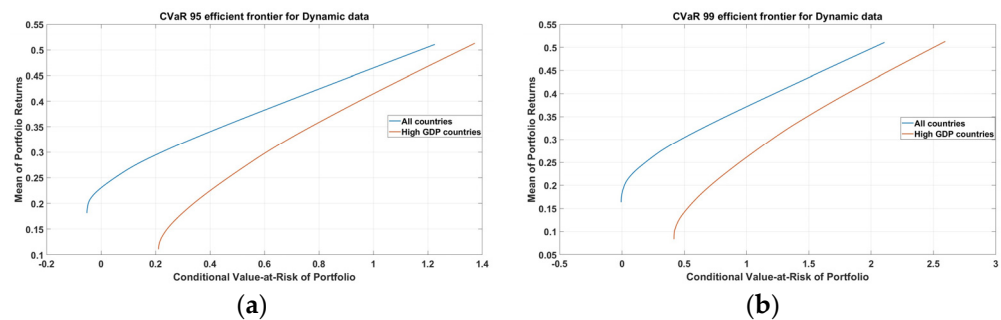 CVaR 95 efficient frontier for Dynamic data
0.55
0.5
0.45
0.4
0.35
0.3
0.25
0.2
0.15
0.1
Mean of Portfolio Returns
All countries
High GDP countries
-0.2 0 0.2 0.4 0.6 0.8 1 1.2 1.4
Conditional Value-at-Risk of Portfolio
(a)
CVaR 99 efficient frontier for Dynamic data
0.55
0.5
0.45
0.4
0.35
0.3
0.25
0.2
0.15
0.1
0.05
Mean of Portfolio Returns
All countries
High GDP countries
-0.5 0 0.5 1 1.5 2 2.5 3
Conditional Value-at-Risk of Portfolio
(b)